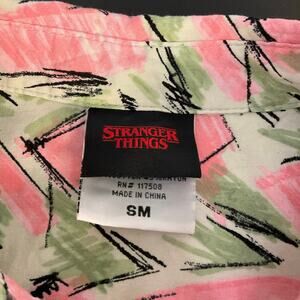 STRANGER
THINGS
RN# 117508
MADE IN CHINA
SM